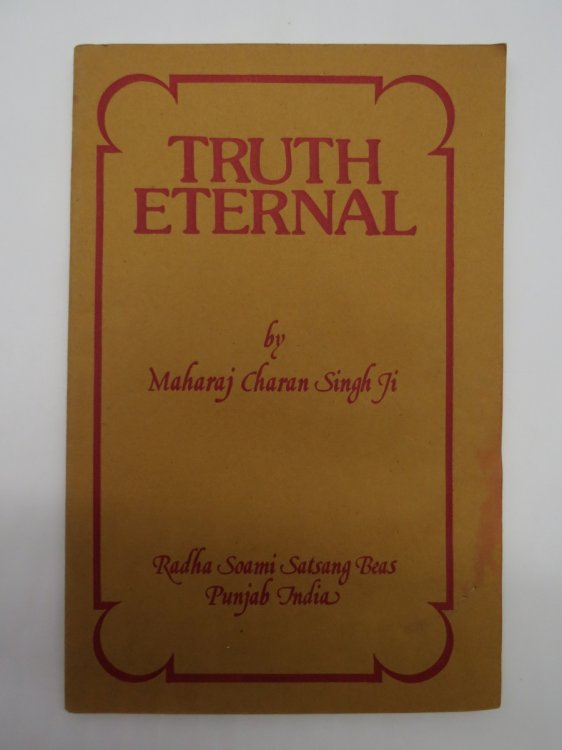 TRUTH
ETERNAL
by
Maharaj Charan Singh Ji
Radha Soami Satsang Beas
Punjab India